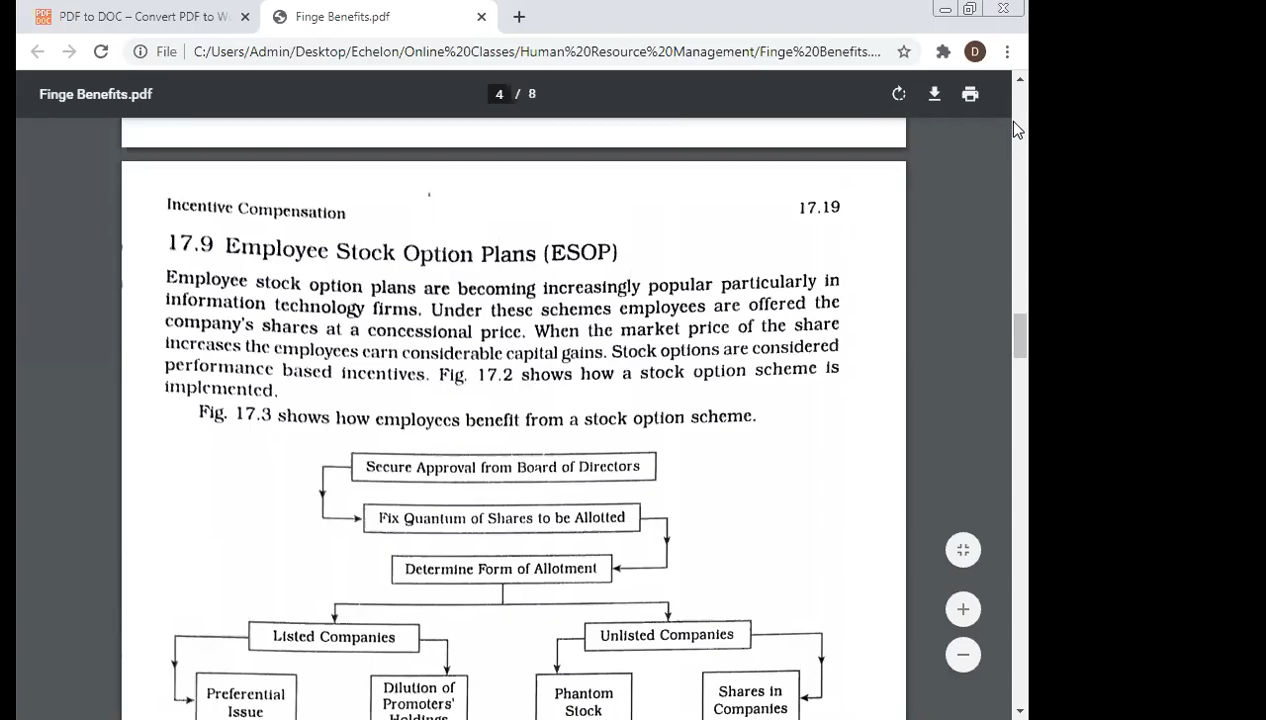 PDF to DOC – Convert PDF to W
Finge Benefits.pdf
File C:/Users/Admin/Desktop/Echelon/Online%20Classes/Human%20Resource%20Management/Finge%20Benefits....
D
Finge Benefits.pdf
4 / 8
Incentive Compensation 17.19
17.9 Employee Stock Option Plans (ESOP)
Employee stock option plans are becoming increasingly popular particularly in
information technology firms. Under these schemes employees are offered the
company's shares at a concessional price. When the market price of the share
increases the employees earn considerable capital gains. Stock options are considered
performance based incentives. Fig. 17.2 shows how a stock option scheme is
implemented.
Fig. 17.3 shows how employees benefit from a stock option scheme.
Secure Approval from Board of Directors
Fix Quantum of Shares to be Allotted
Determine Form of Allotment
Listed Companies
Unlisted Companies
Preferential
Issue
Dilution of
Promoters'
Holdings
Phantom
Stock
Shares in
Companies